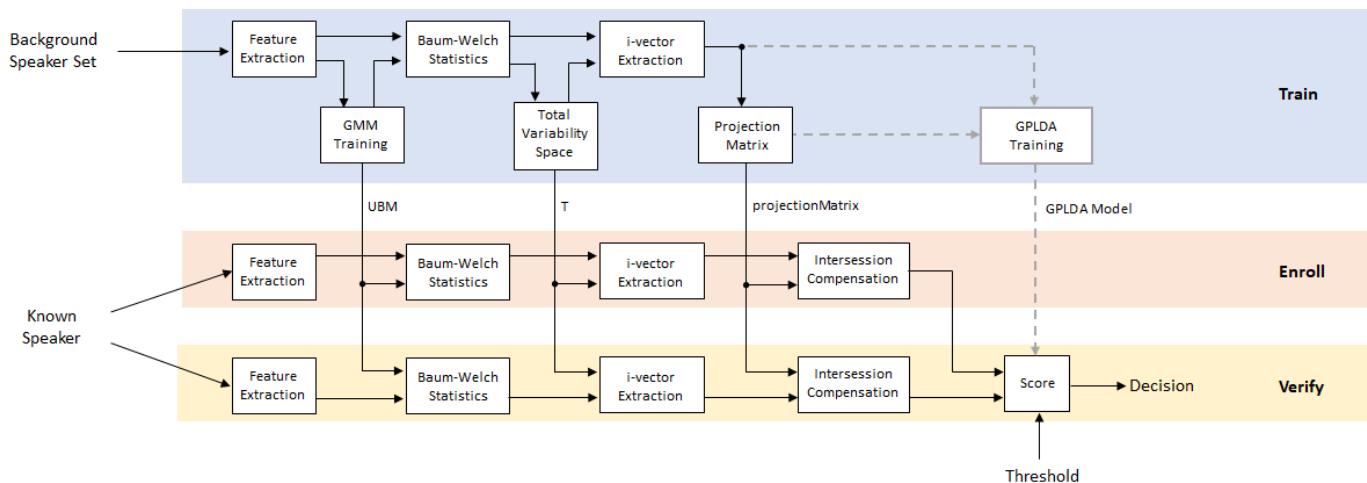 Background
Speaker Set
Feature
Extraction
Baum-Welch
Statistics
i-vector
Extraction
GMM
Training
Total
Variability
Space
Projection
Matrix
GPLDA
Training
Train
UBM
T
projectionMatrix
GPLDA Model
Feature
Extraction
Baum-Welch
Statistics
i-vector
Extraction
Intersession
Compensation
Enroll
Known
Speaker
Feature
Extraction
Baum-Welch
Statistics
i-vector
Extraction
Intersession
Compensation
Score
Decision
Verify
Threshold